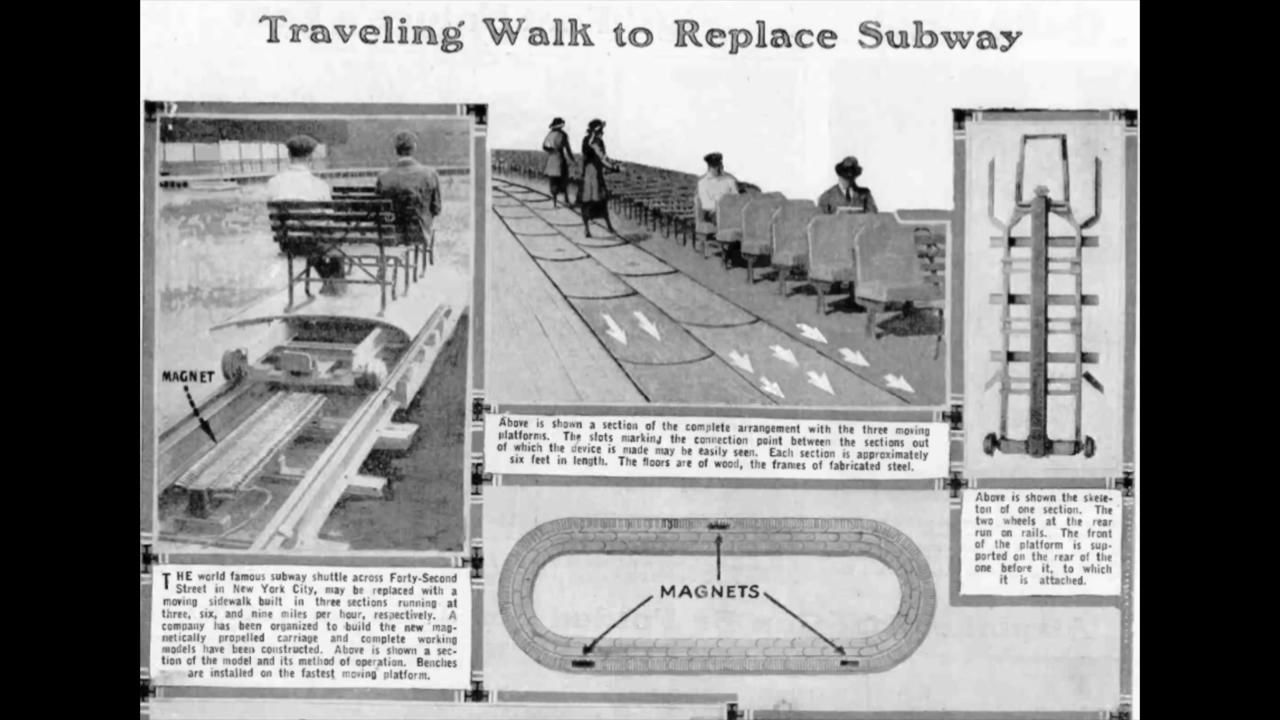 Traveling Walk to Replace Subway
MAGNET
THE world famous subway shuttle across Forty-Second
Street in New York City, may be replaced with a
moving sidewalk built in three sections running at
three, six, and nine miles per hour, respectively. A
company has been organized to build the new mag-
netically propelled carriage and complete working
models have been constructed. Above is shown a sec-
tion of the model and its method of operation. Benches
are installed on the fastest moving platform.
Above is shown a section of the complete arrangement with the three moving
platforms. The slots marking the connection point between the sections out
of which the device is made may be easily seen. Each section is approximately
six feet in length. The floors are of wood, the frames of fabricated steel.
MAGNETS
Above is shown the skele-
ton of one section. The
two wheels at the rear
run on rails. The front
of the platform is sup-
ported on the rear of the
one before it, to which
it is attached.